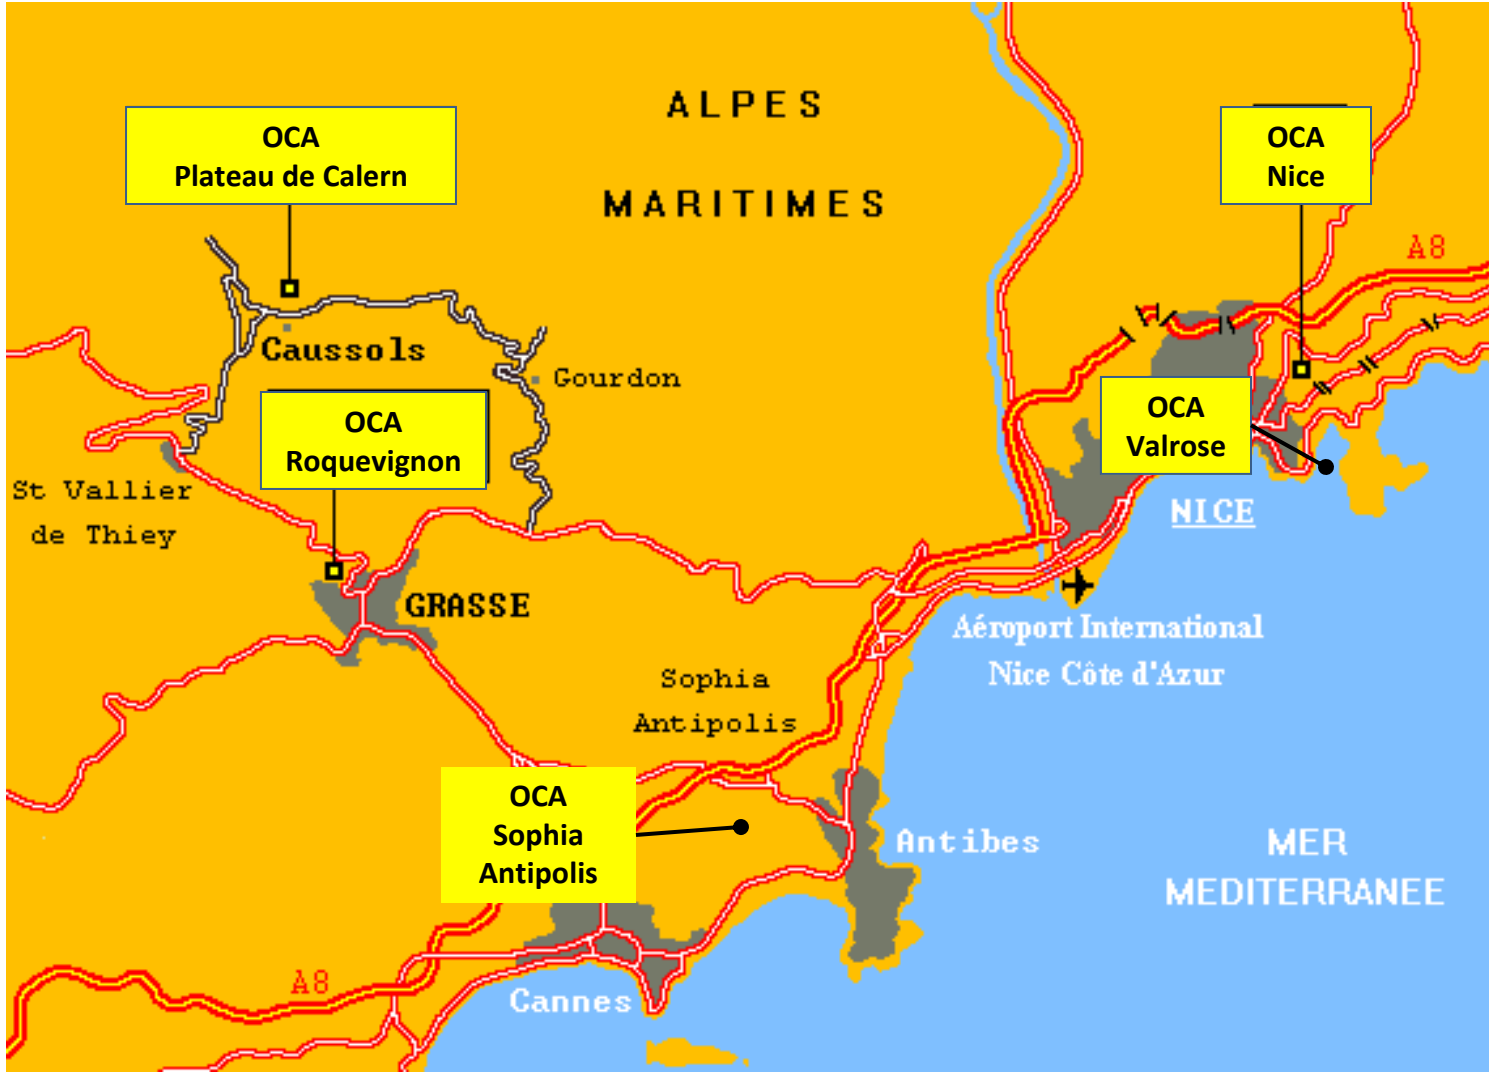 ALPES
MARITIMES
OCA
Plateau de Calern
OCA
Nice
A8
Caussols
Gourdon
OCA
Roquevignon
OCA
Valrose
St Vallier
de Thiey
NICE
GRASSE
Aéroport International
Nice Côte d'Azur
Sophia
Antipolis
OCA
Sophia
Antipolis
Antibes
MER
MEDITERRANEE
A8
Cannes